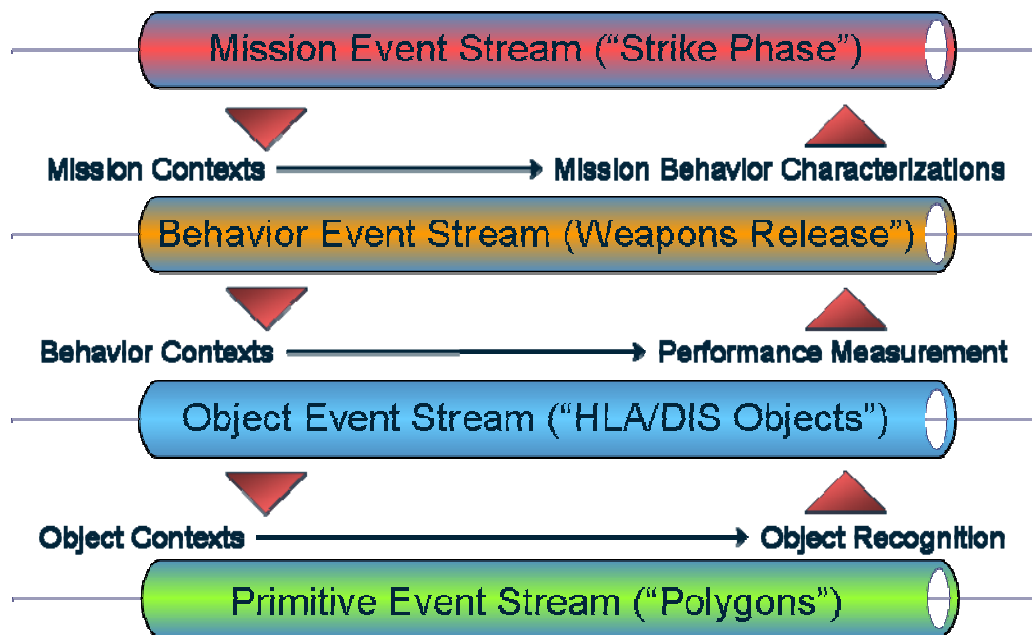 Mission Event Stream (“Strike Phase”)
Mission Contexts Mission Behavior Characterizations
Behavior Event Stream (Weapons Release”)
Behavior Contexts Performance Measurement
Object Event Stream (“HLA/DIS Objects”)
Object Contexts Object Recognition
Primitive Event Stream (“Polygons”)